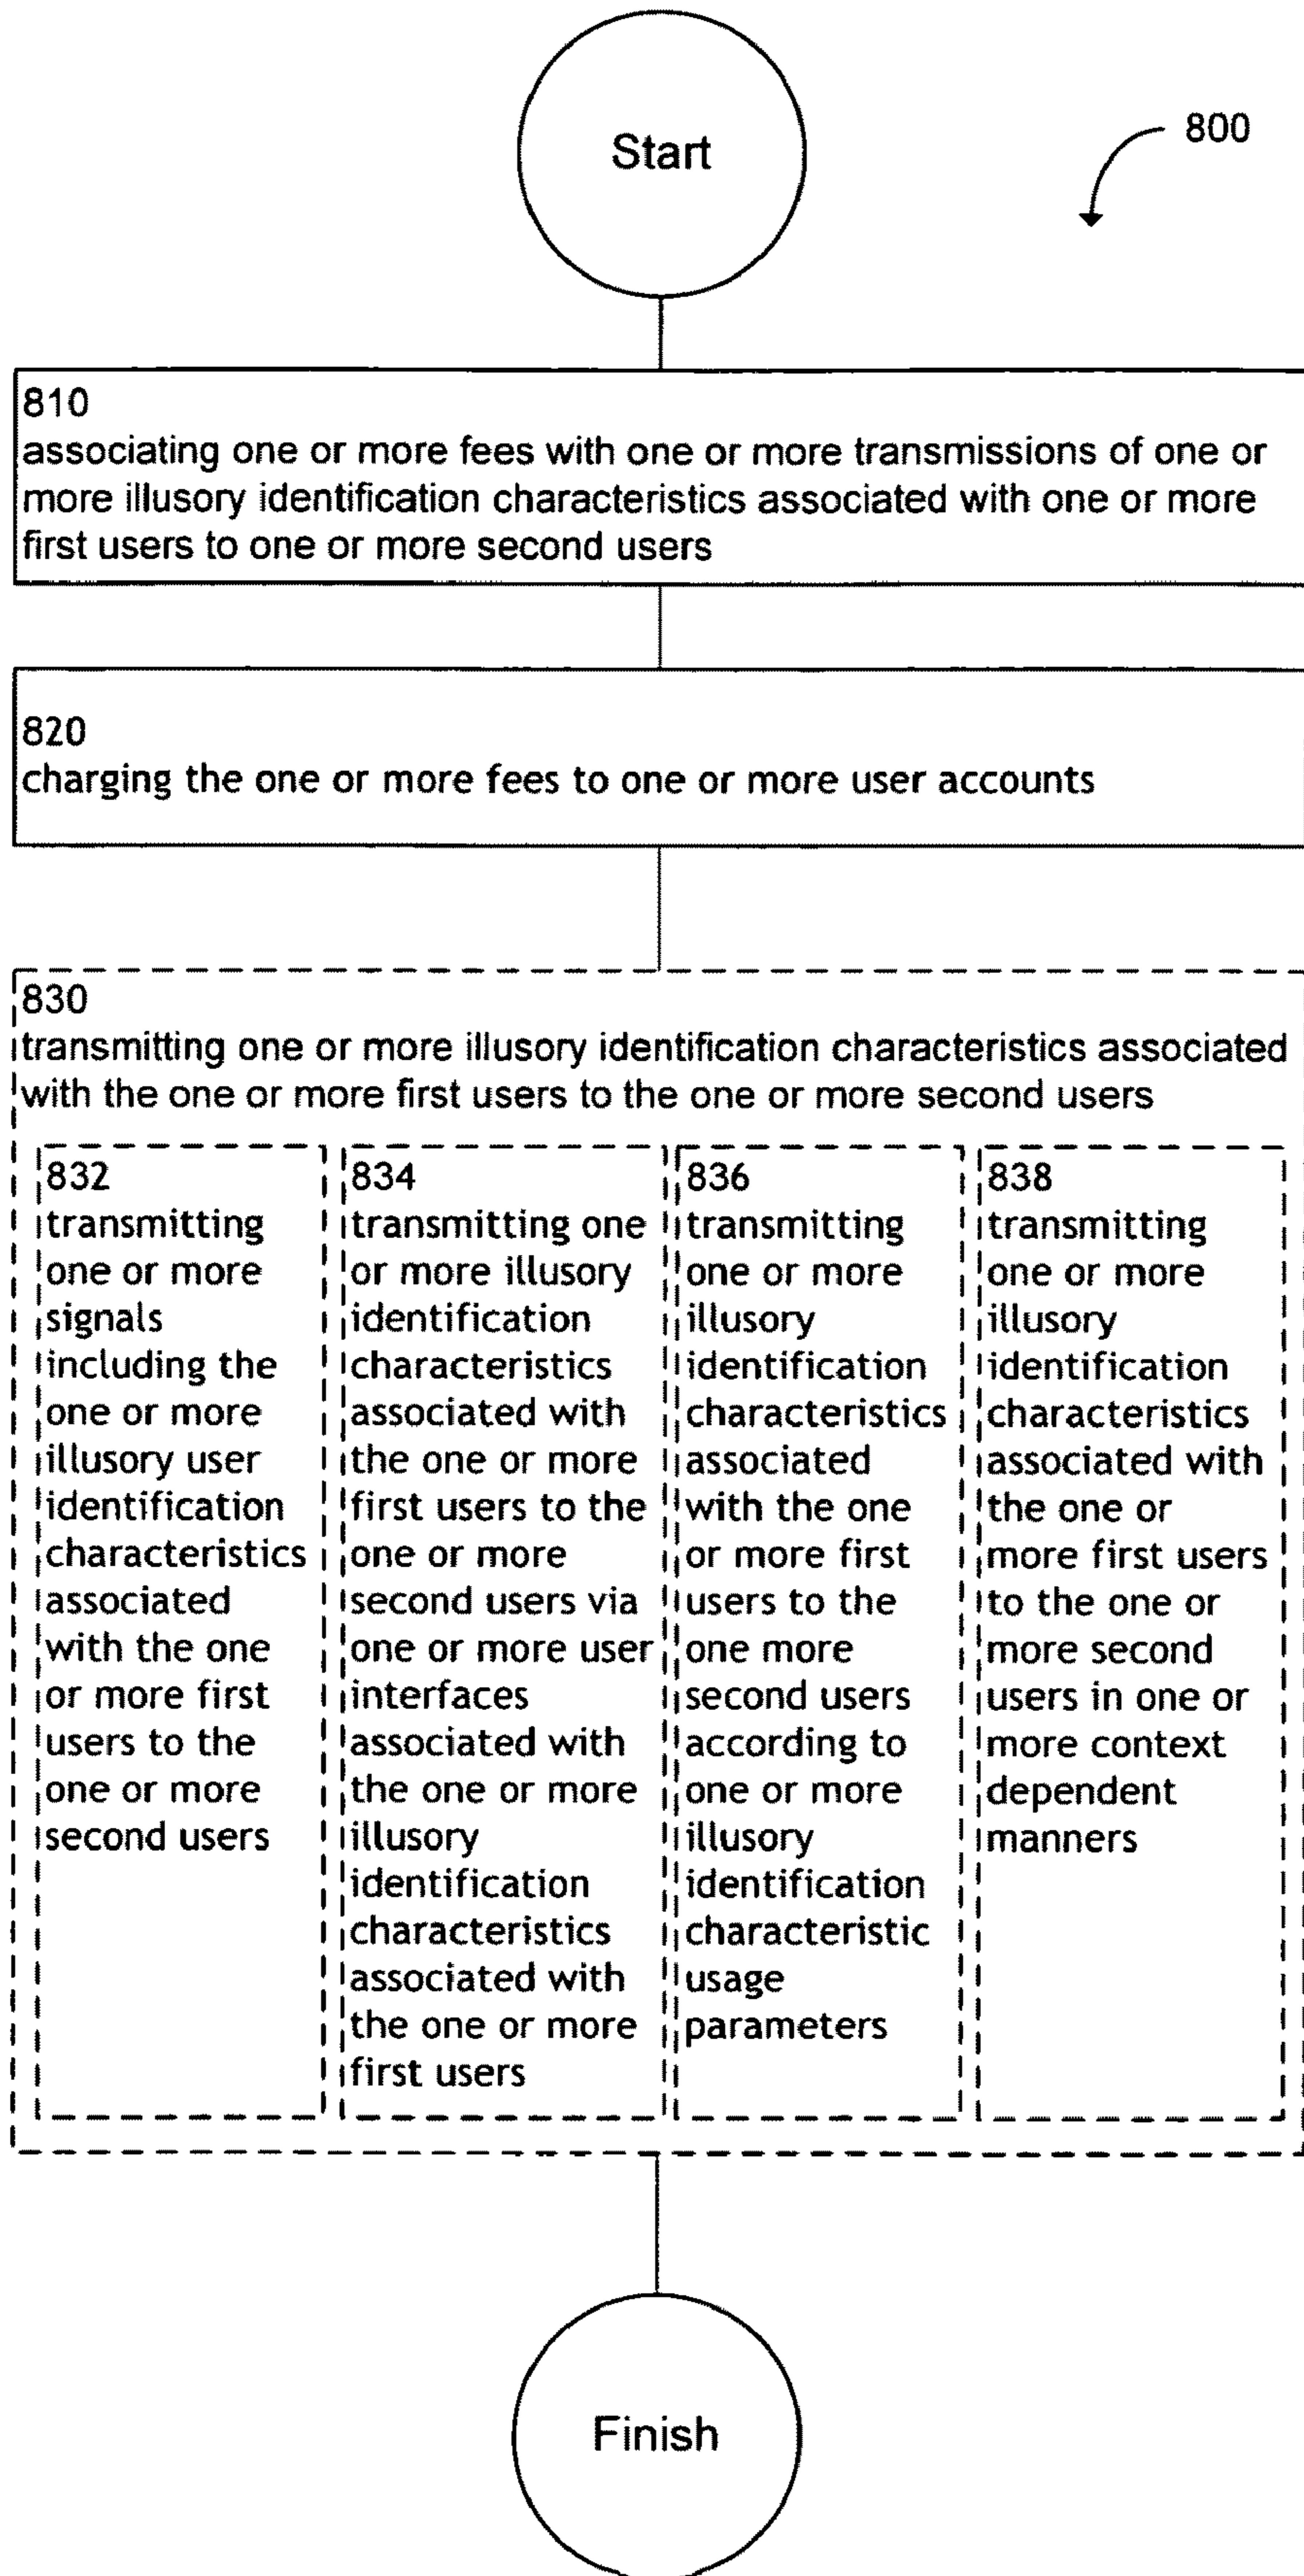 Start
800
810
associating one or more fees with one or more transmissions of one or
more illusory identification characteristics associated with one or more
first users to one or more second users
820
charging the one or more fees to one or more user accounts
830
transmitting one or more illusory identification characteristics associated
with the one or more first users to the one or more second users
832
transmitting
one or more
signals
including the
one or more
illusory user
identification
characteristics
associated
with the one
or more first
users to the
one or more
second users
834
transmitting one
or more illusory
identification
characteristics
associated with
the one or more
first users to the
one or more
second users via
one or more user
interfaces
associated with
the one or more
illusory
identification
characteristics
associated with
the one or more
first users
836
transmitting
one or more
illusory
identification
characteristics
associated
with the one
or more first
users to the
one more
second users
according to
one or more
illusory
identification
characteristic
usage
parameters
838
transmitting
one or more
illusory
identification
characteristics
associated with
the one or
more first users
to the one or
more second
users in one or
more context
dependent
manners
Finish